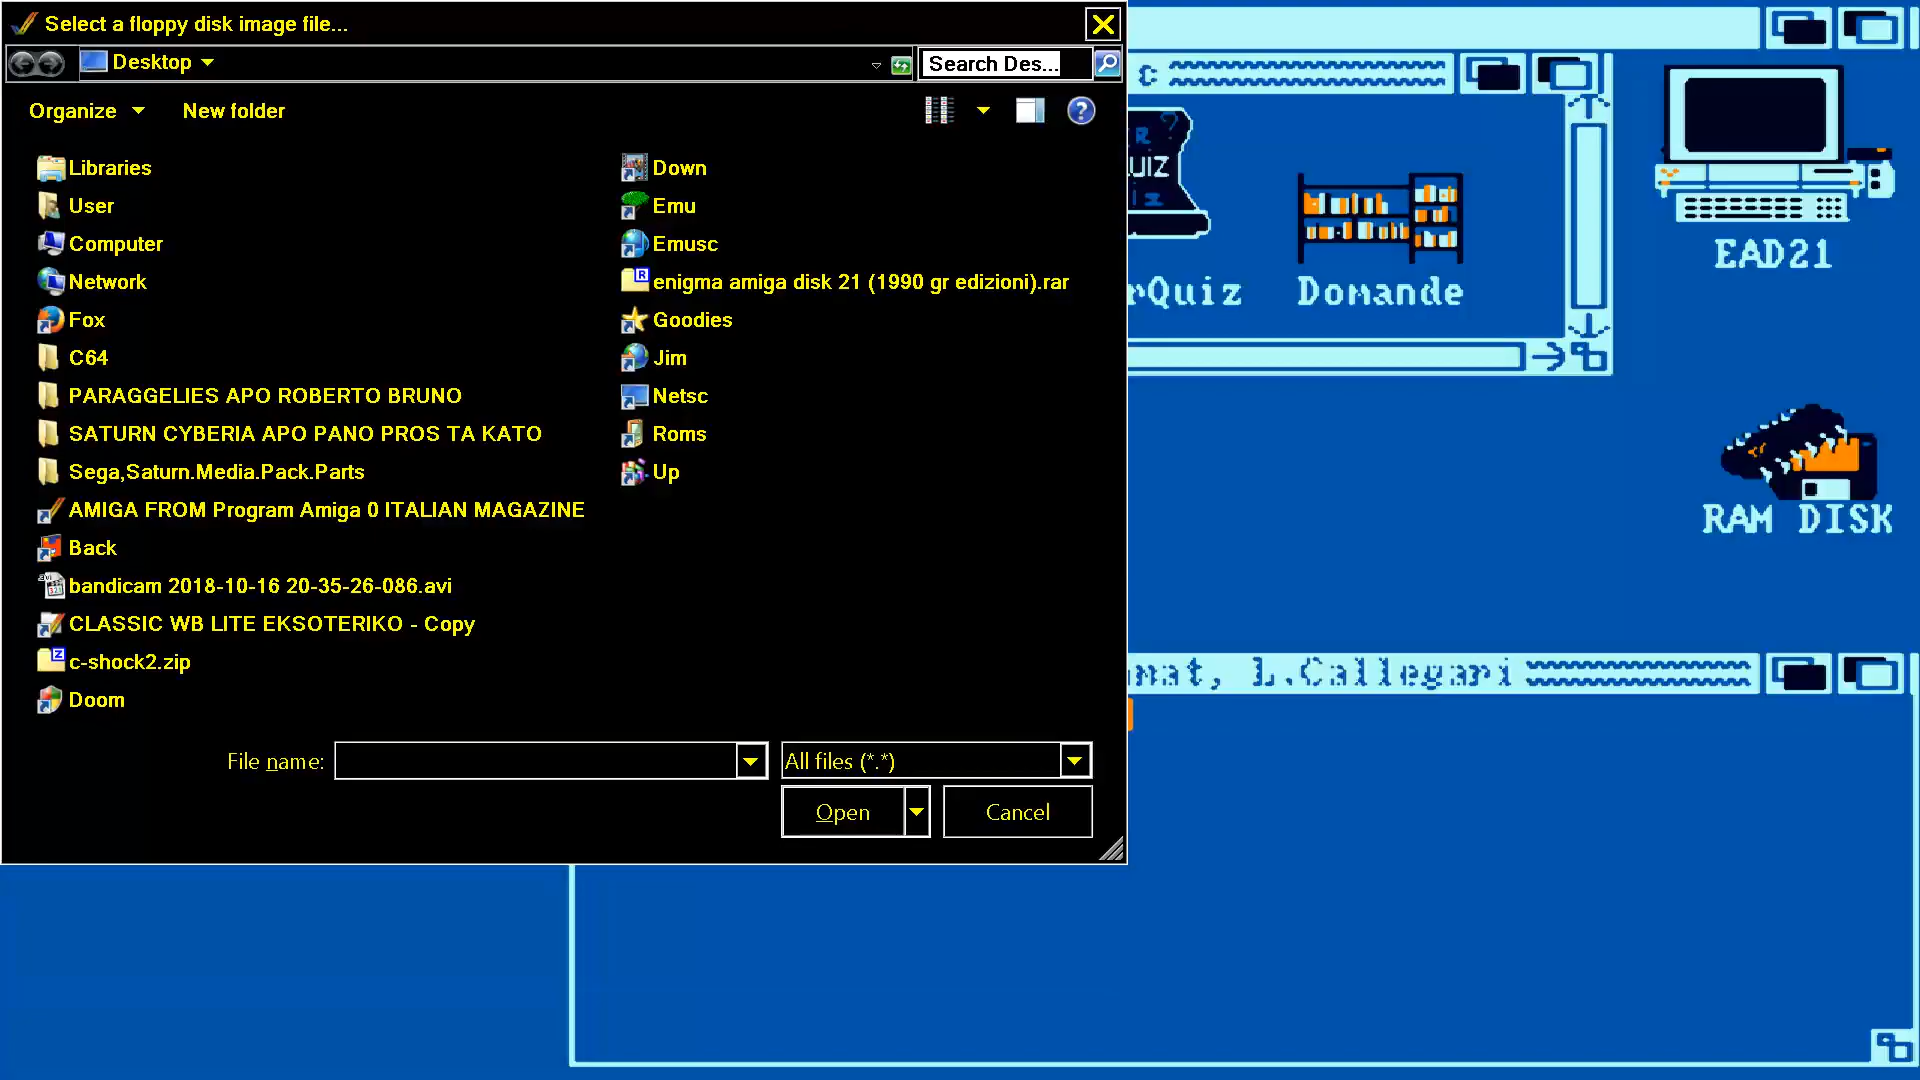 Select a floppy disk image file...
Desktop
Search Des...
Organize
New folder
Libraries
User
Computer
Network
Fox
C64
PARAGGELIES APO ROBERTO BRUNO
SATURN CYBERIA APO PANO PROS TA KATO
Sega,Saturn.Media.Pack.Parts
AMIGA FROM Program Amiga 0 ITALIAN MAGAZINE
Back
bandicam 2018-10-16 20-35-26-086.avi
CLASSIC WB LITE EKSOTERIKO - Copy
c-shock2.zip
Doom
Down
Emu
Emusc
enigma amiga disk 21 (1990 gr edizioni).rar
Goodies
Jim
Netsc
Roms
Up
File name:
All files (*.*)
Open
Cancel
c
UIZ
rQuiz
Domande
EAD21
RAM DISK
mat, L.Callegari